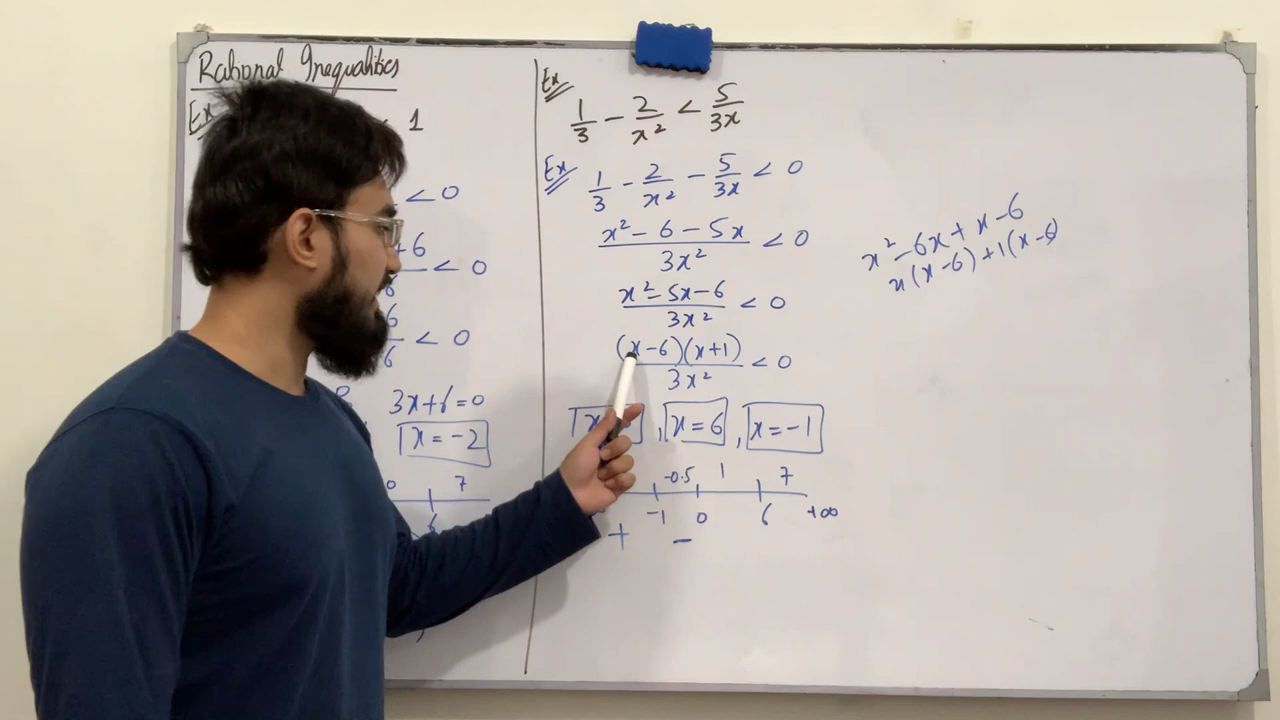 Rational Inequalities
Ex < 1
< 0
+6 < 0
6 < 0
3x+6=0
x = -2
0 7
6
Ex
1/3 - 2/x² < 5/3x
Ex 1/3 - 2/x² - 5/3x < 0
x² - 6 - 5x / 3x² < 0
x² - 5x - 6 / 3x² < 0
(x-6)(x+1) / 3x² < 0
, x = 6 , x = -1
-0.5 1 7
-1 0 6 +∞
+ -
x² - 6x + x - 6
x(x-6) + 1(x-6)